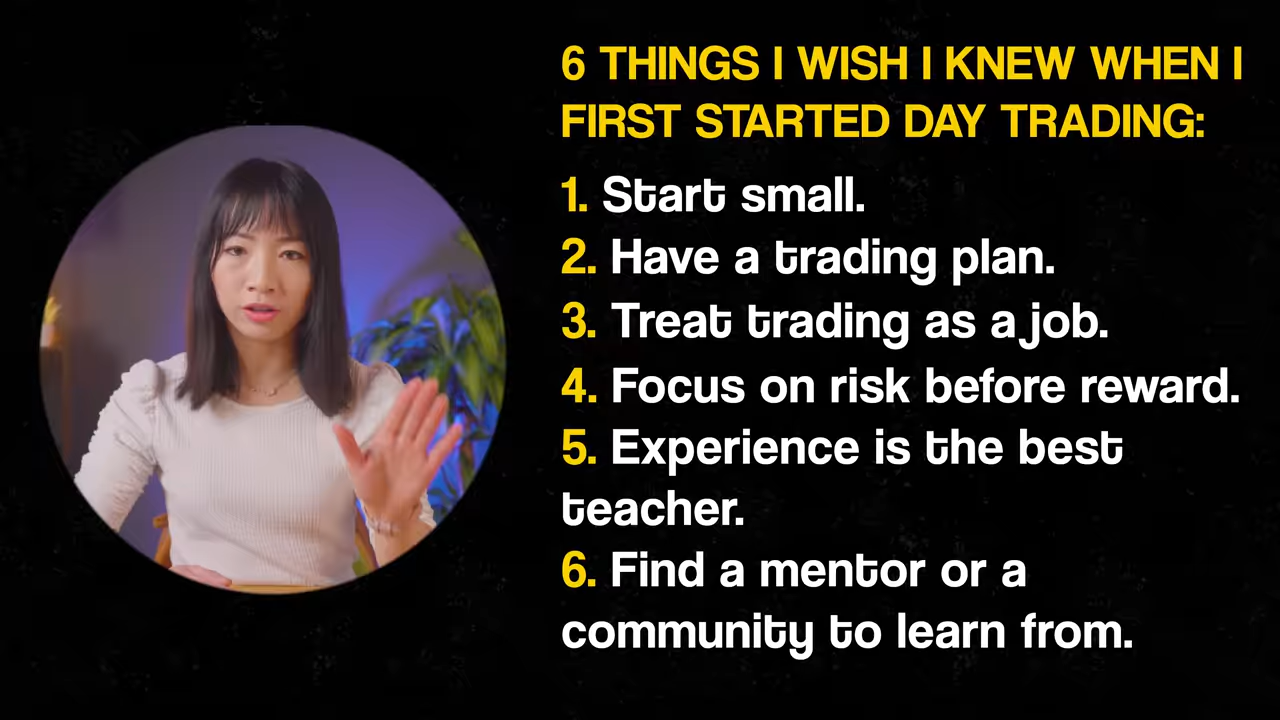 6 THINGS I WISH I KNEW WHEN I
FIRST STARTED DAY TRADING:
1. Start small.
2. Have a trading plan.
3. Treat trading as a job.
4. Focus on risk before reward.
5. Experience is the best
teacher.
6. Find a mentor or a
community to learn from.